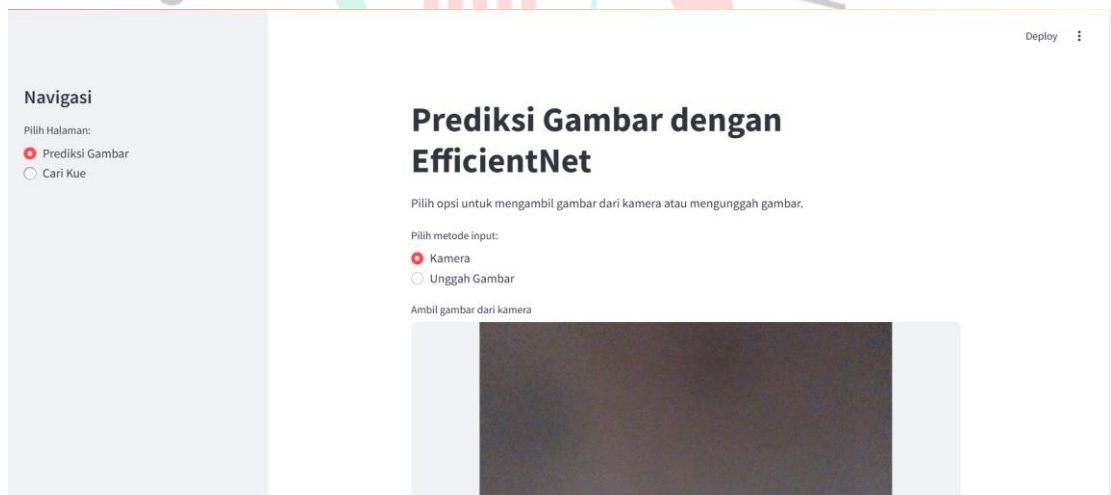 Deploy
Navigasi
Pilih Halaman:
Prediksi Gambar
Cari Kue
Prediksi Gambar dengan
EfficientNet
Pilih opsi untuk mengambil gambar dari kamera atau mengunggah gambar.
Pilih metode input:
Kamera
Unggah Gambar
Ambil gambar dari kamera